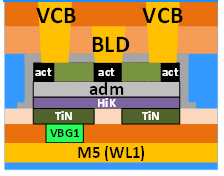 VCB VCB
BLD
act act act
adm
HiK
TiN TiN
VBG1
M5 (WL1)